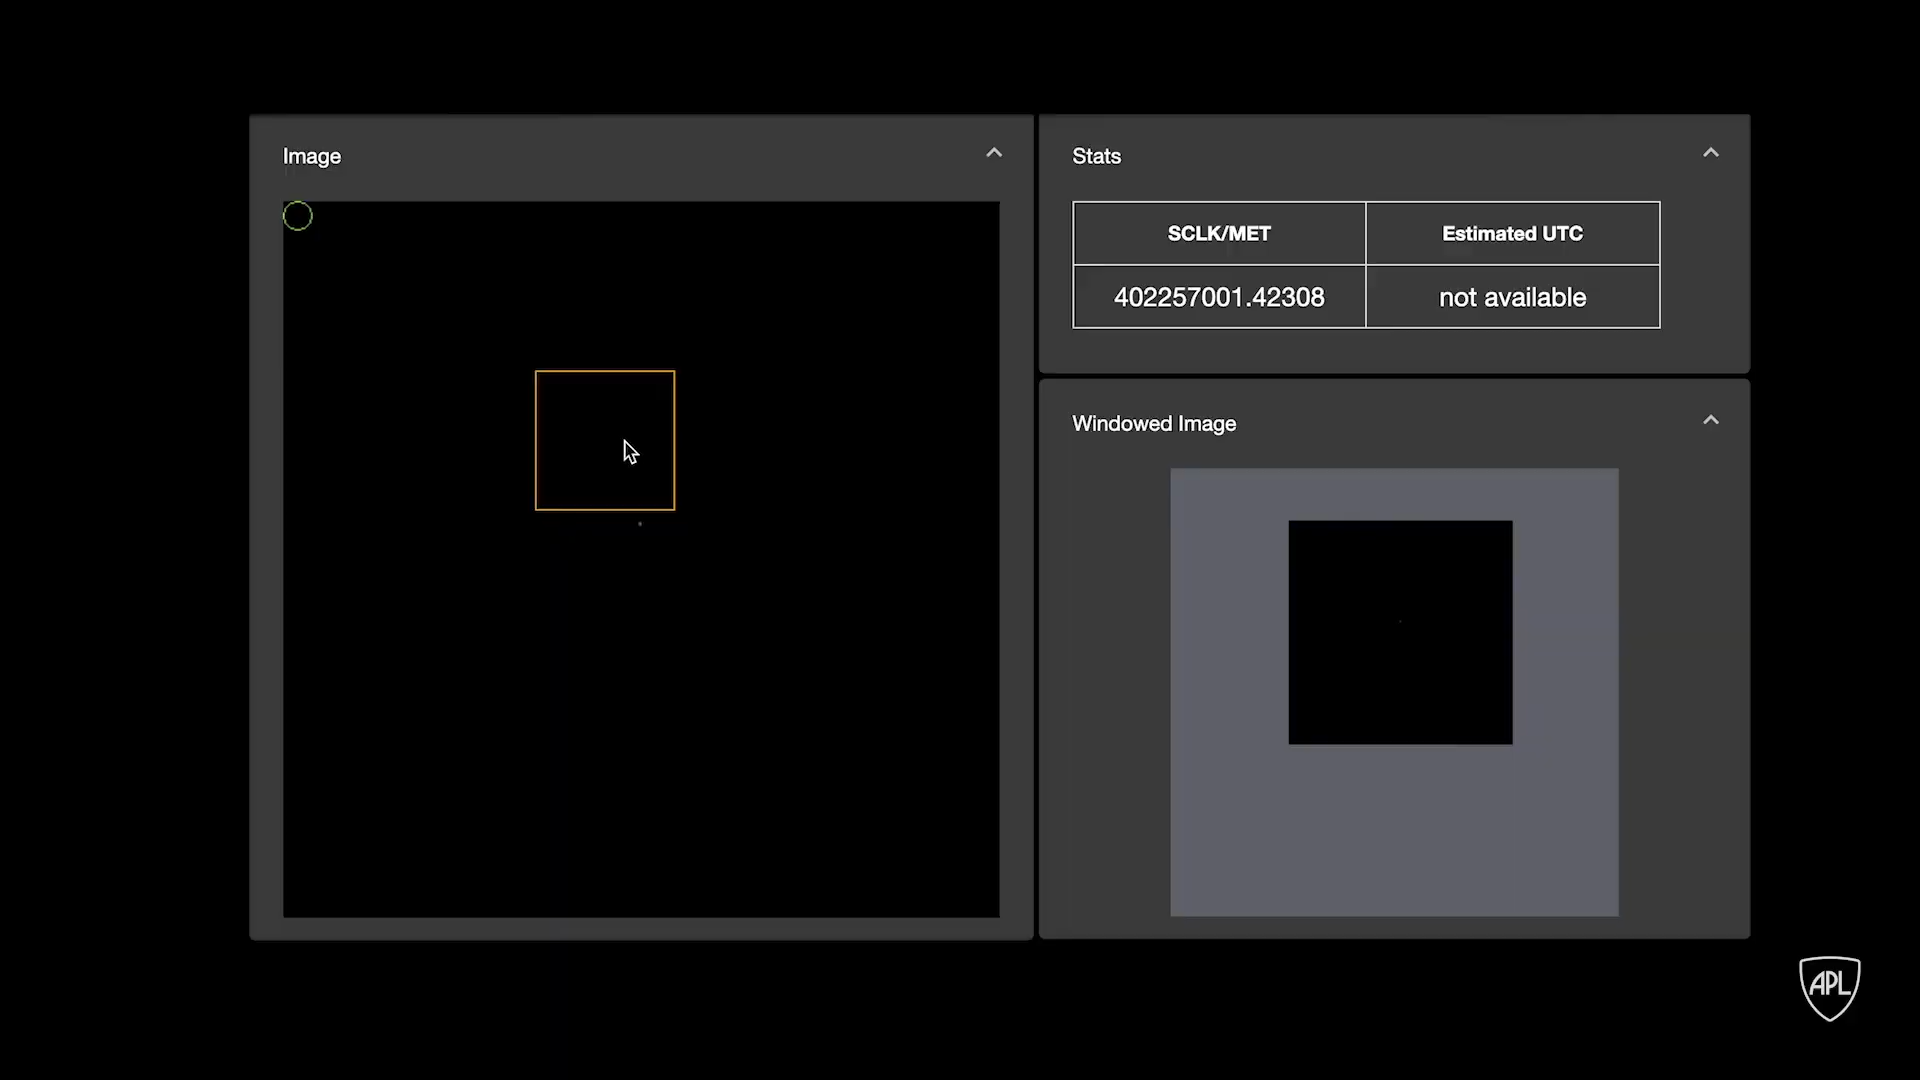 Image
Stats
SCLK/MET
Estimated UTC
402257001.42308
not available
Windowed Image
APL